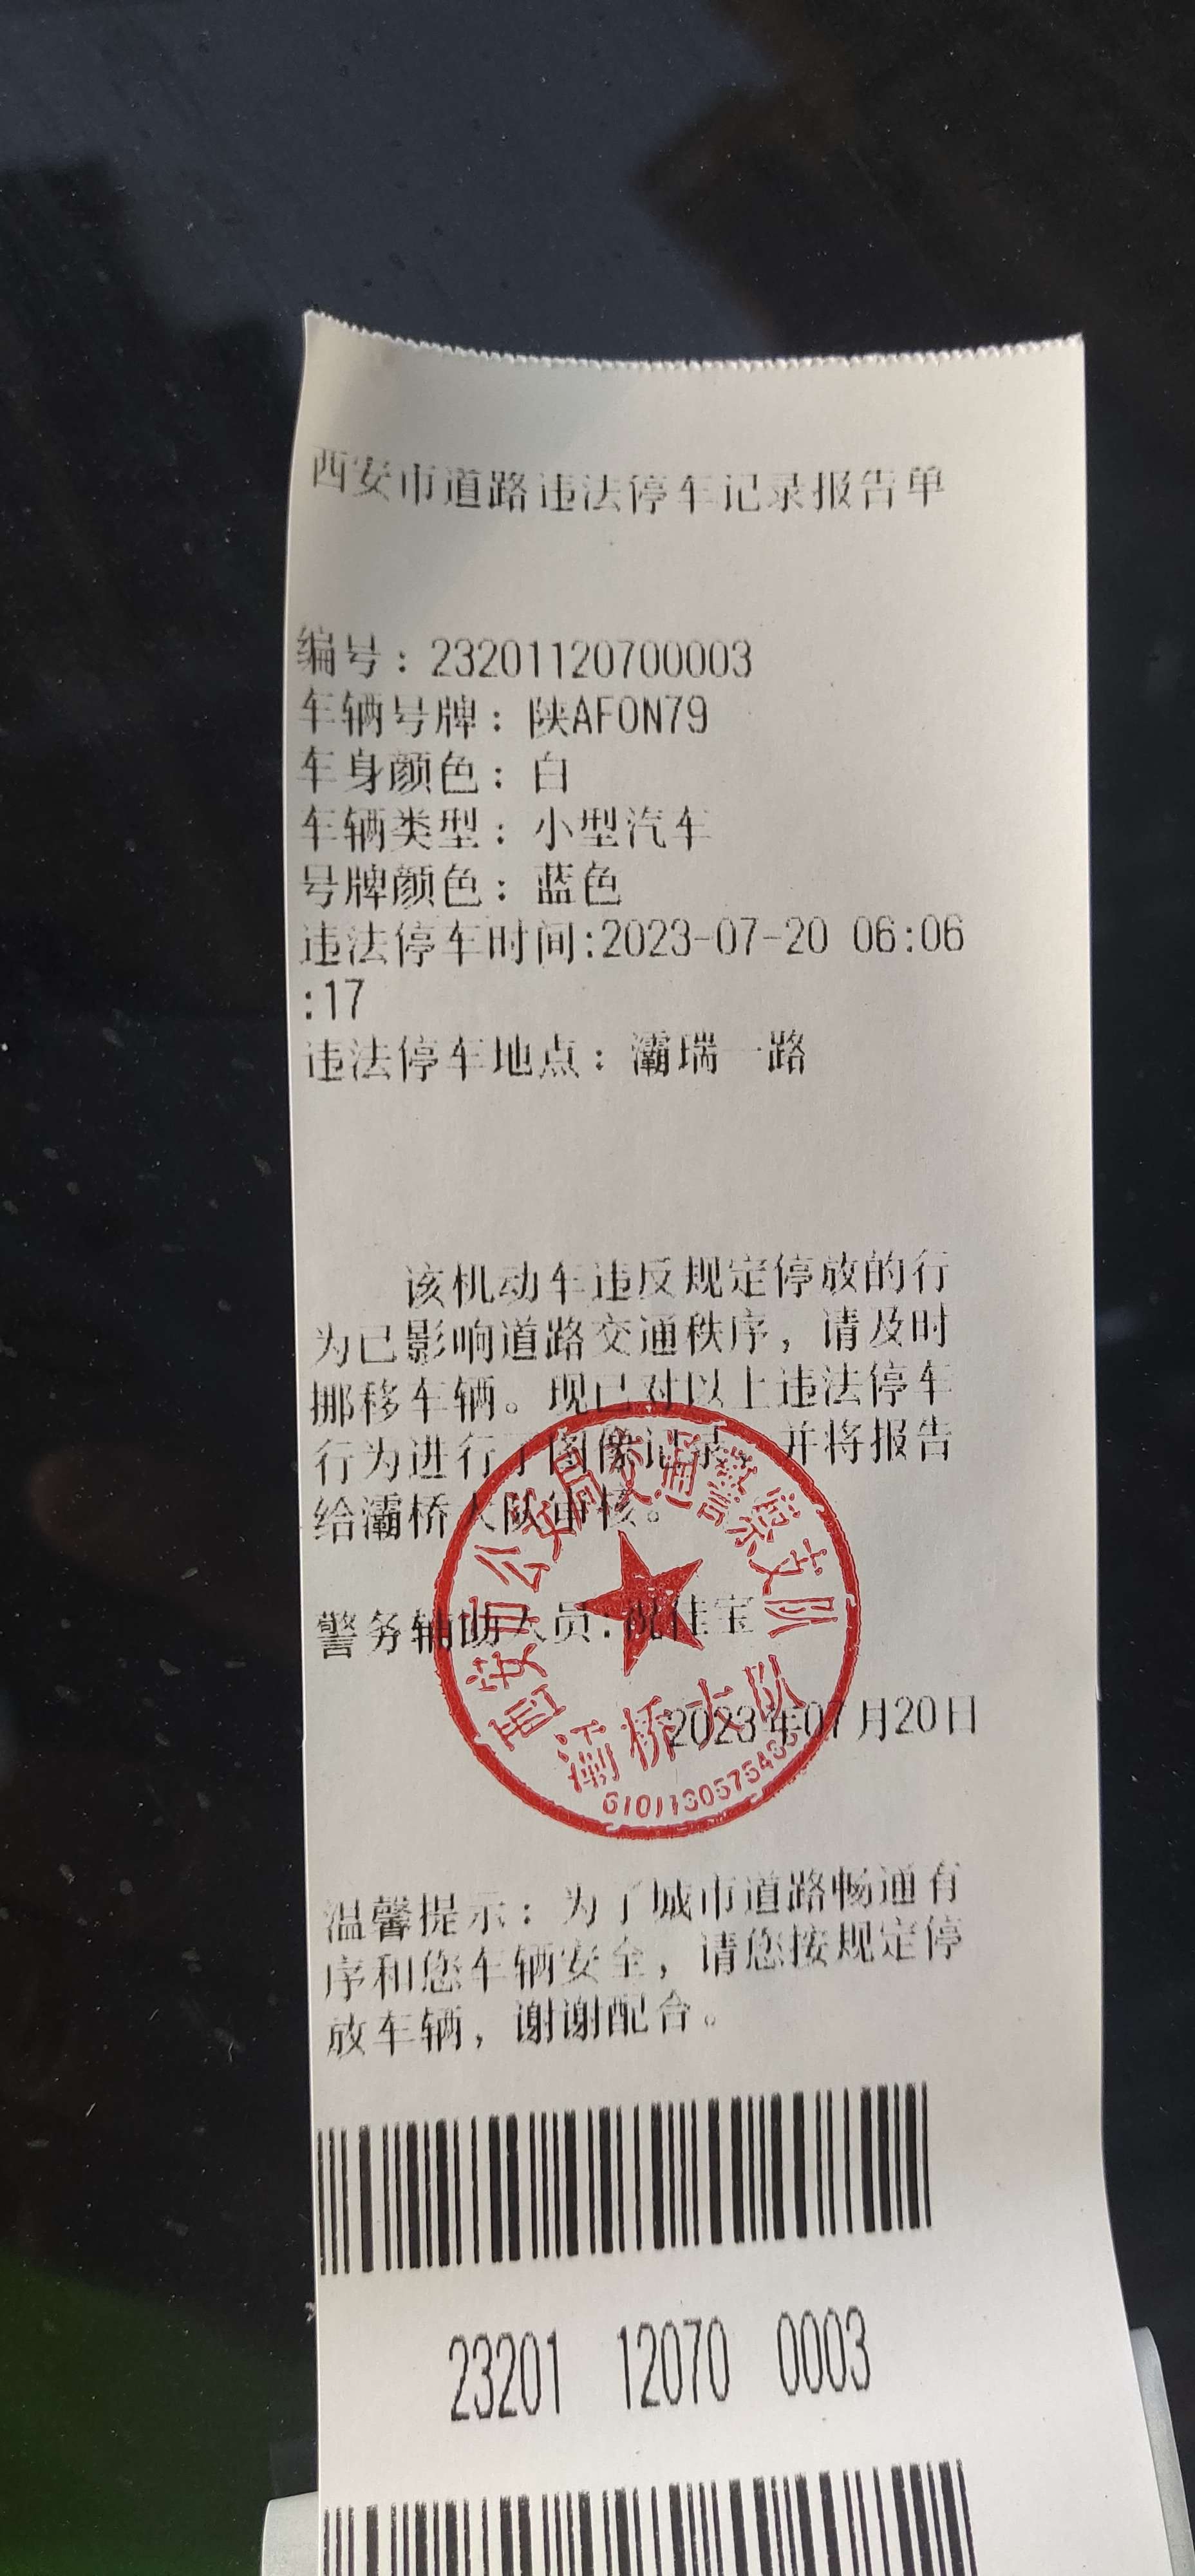 西安市道路违法停车记录报告单
编号：23201120700003
车辆号牌：陕AF0N79
车身颜色：白
车辆类型：小型汽车
号牌颜色：蓝色
违法停车时间:2023-07-20 06:06
:17
违法停车地点：灞瑞一路
该机动车违反规定停放的行
为已影响道路交通秩序，请及时
挪移车辆。现已对以上违法停车
行为进行了图像记录，并将报告
给灞桥大队审核。
警务辅助人员:祝佳宝
2023年07月20日
西安市公安局交通警察支队
灞桥大队
温馨提示：为了城市道路畅通有
序和您车辆安全，请您按规定停
放车辆，谢谢配合。
23201 12070 0003